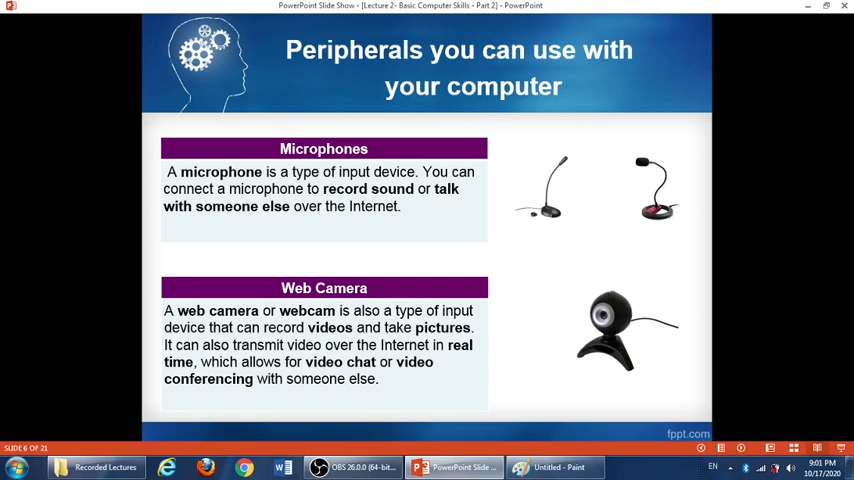 PowerPoint Slide Show - [Lecture 2- Basic Computer Skills - Part 2] - PowerPoint
Peripherals you can use with
your computer
Microphones
A microphone is a type of input device. You can
connect a microphone to record sound or talk
with someone else over the Internet.
Web Camera
A web camera or webcam is also a type of input
device that can record videos and take pictures.
It can also transmit video over the Internet in real
time, which allows for video chat or video
conferencing with someone else.
fppt.com
SLIDE 6 OF 21
Recorded Lectures
OBS 26.0.0 (64-bit...
PowerPoint Slide ...
Untitled - Paint
EN
9:01 PM
10/17/2020